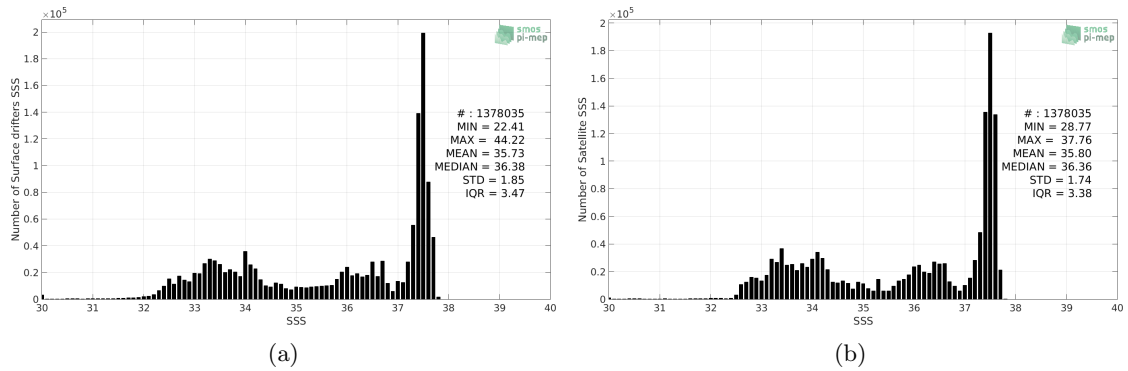 ×10⁵
2
1.8
1.6
1.4
1.2
1
0.8
0.6
0.4
0.2
0
Number of Surface drifters SSS
smos
pi-mep
# : 1378035
MIN = 22.41
MAX = 44.22
MEAN = 35.73
MEDIAN = 36.38
STD = 1.85
IQR = 3.47
30 31 32 33 34 35 36 37 38 39 40
SSS
(a)
×10⁵
2
1.8
1.6
1.4
1.2
1
0.8
0.6
0.4
0.2
0
Number of Satellite SSS
smos
pi-mep
# : 1378035
MIN = 28.77
MAX = 37.76
MEAN = 35.80
MEDIAN = 36.36
STD = 1.74
IQR = 3.38
30 31 32 33 34 35 36 37 38 39 40
SSS
(b)